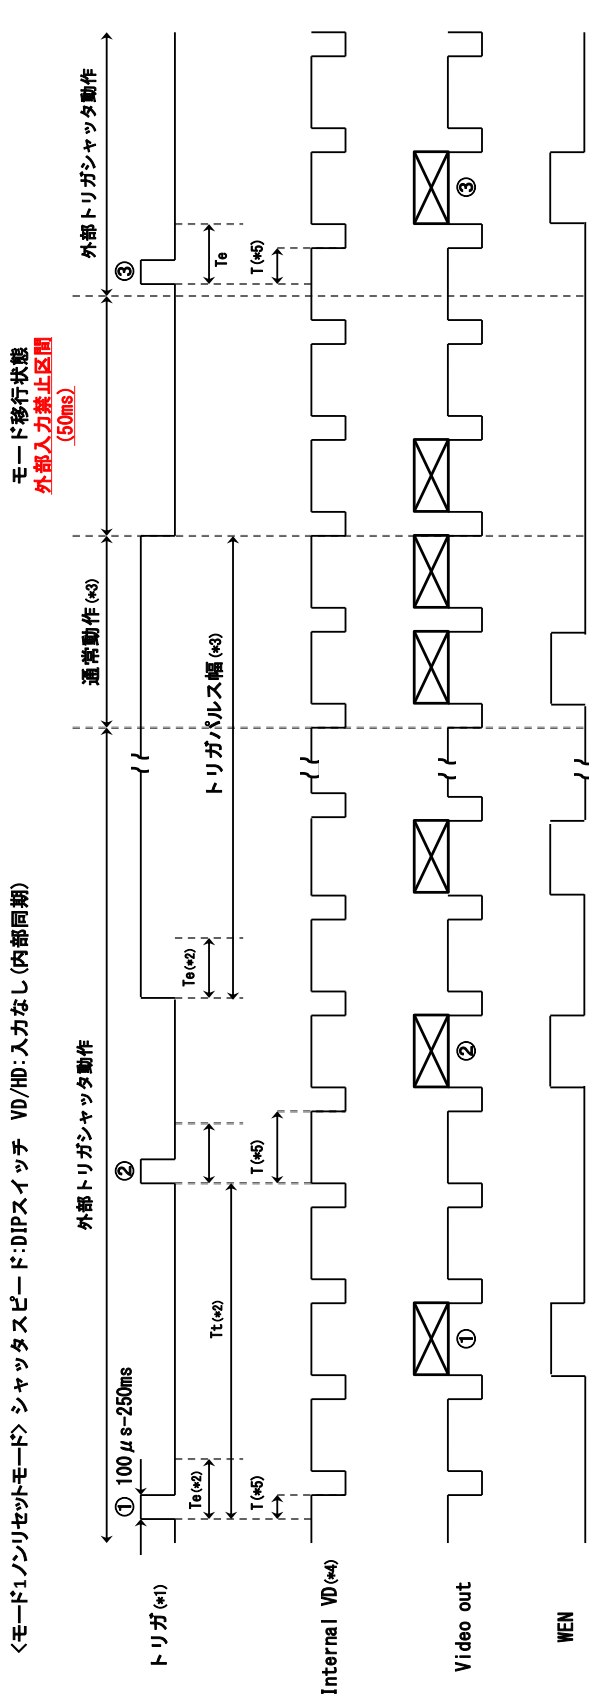 <モード1ノンリセットモード> シャッタスピード:DIPスイッチ VD/HD:入力なし(内部同期)
モード移行状態
外部入力禁止区間
(50ms)
外部トリガシャッタ動作
通常動作(*3)
外部トリガシャッタ動作
トリガ(*1)
① 100μs-250ms
②
③
Te(*2)
Te(*2)
Te
Tt(*2)
トリガパルス幅(*3)
T(*5)
T(*5)
T(*5)
Internal VD(*4)
Video out
①
②
③
WEN